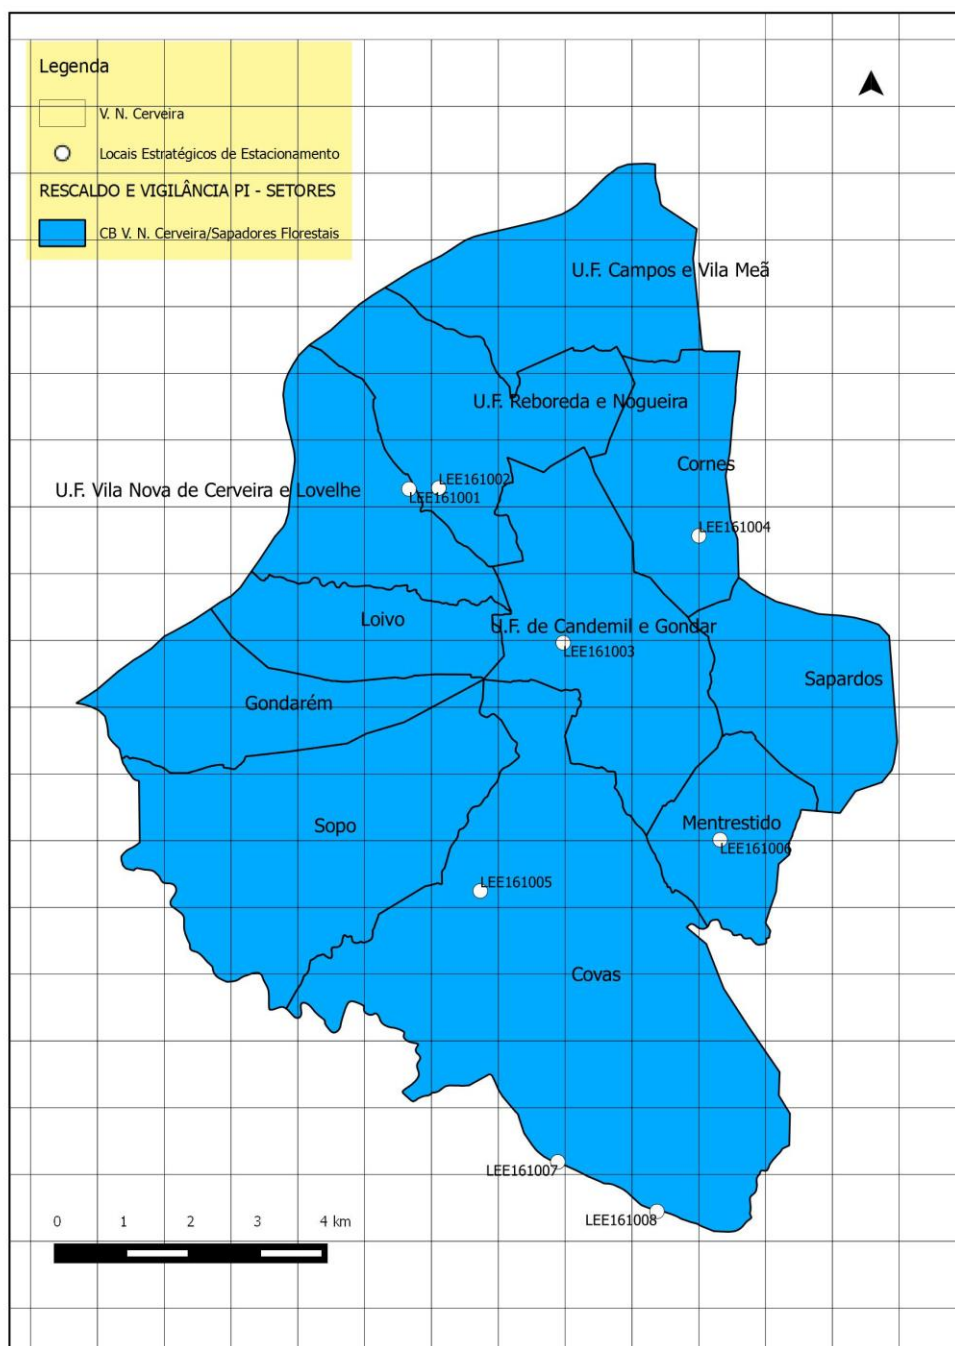 Legenda
V. N. Cerveira
Locais Estratégicos de Estacionamento
RESCALDO E VIGILÂNCIA PI - SETORES
CB V. N. Cerveira/Sapadores Florestais
U.F. Campos e Vila Meã
U.F. Reboreda e Nogueira
Cornes
LEE161002
U.F. Vila Nova de Cerveira e Lovelhe
LEE161001
LEE161004
Loivo
U.F. de Candemil e Gondar
LEE161003
Sapardos
Gondarém
Sopo
Mentrestido
LEE161006
LEE161005
Covas
LEE161007
LEE161008
0 1 2 3 4 km